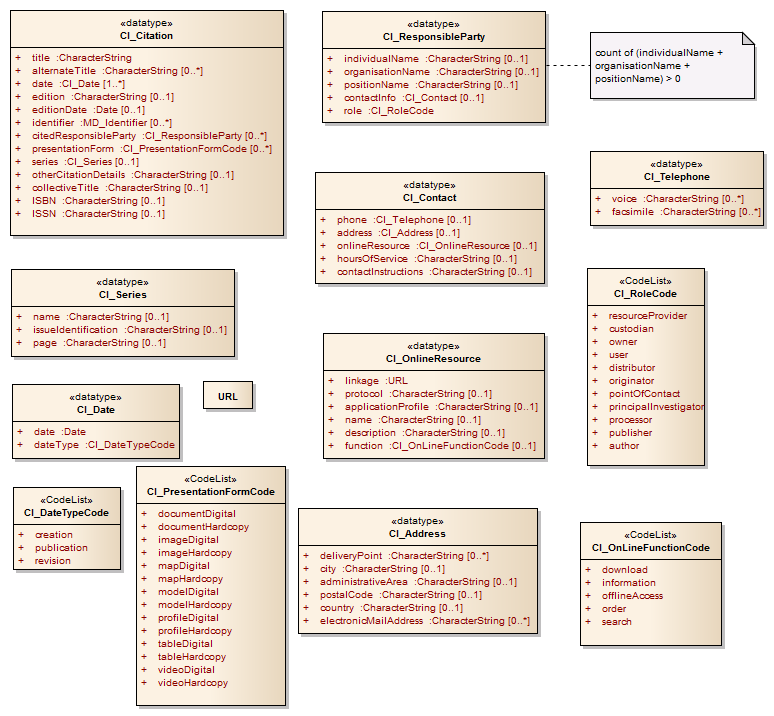 «datatype»
CI_Citation
+ title :CharacterString
+ alternateTitle :CharacterString [0..*]
+ date :CI_Date [1..*]
+ edition :CharacterString [0..1]
+ editionDate :Date [0..1]
+ identifier :MD_Identifier [0..*]
+ citedResponsibleParty :CI_ResponsibleParty [0..*]
+ presentationForm :CI_PresentationFormCode [0..*]
+ series :CI_Series [0..1]
+ otherCitationDetails :CharacterString [0..1]
+ collectiveTitle :CharacterString [0..1]
+ ISBN :CharacterString [0..1]
+ ISSN :CharacterString [0..1]
«datatype»
CI_ResponsibleParty
+ individualName :CharacterString [0..1]
+ organisationName :CharacterString [0..1]
+ positionName :CharacterString [0..1]
+ contactInfo :CI_Contact [0..1]
+ role :CI_RoleCode
count of (individualName +
organisationName +
positionName) > 0
«datatype»
CI_Telephone
+ voice :CharacterString [0..*]
+ facsimile :CharacterString [0..*]
«datatype»
CI_Contact
+ phone :CI_Telephone [0..1]
+ address :CI_Address [0..1]
+ onlineResource :CI_OnlineResource [0..1]
+ hoursOfService :CharacterString [0..1]
+ contactInstructions :CharacterString [0..1]
«datatype»
CI_Series
+ name :CharacterString [0..1]
+ issueIdentification :CharacterString [0..1]
+ page :CharacterString [0..1]
«CodeList»
CI_RoleCode
+ resourceProvider
+ custodian
+ owner
+ user
+ distributor
+ originator
+ pointOfContact
+ principalInvestigator
+ processor
+ publisher
+ author
«datatype»
CI_OnlineResource
+ linkage :URL
+ protocol :CharacterString [0..1]
+ applicationProfile :CharacterString [0..1]
+ name :CharacterString [0..1]
+ description :CharacterString [0..1]
+ function :CI_OnLineFunctionCode [0..1]
«datatype»
CI_Date
+ date :Date
+ dateType :CI_DateTypeCode
URL
«CodeList»
CI_DateTypeCode
+ creation
+ publication
+ revision
«CodeList»
CI_PresentationFormCode
+ documentDigital
+ documentHardcopy
+ imageDigital
+ imageHardcopy
+ mapDigital
+ mapHardcopy
+ modelDigital
+ modelHardcopy
+ profileDigital
+ profileHardcopy
+ tableDigital
+ tableHardcopy
+ videoDigital
+ videoHardcopy
«datatype»
CI_Address
+ deliveryPoint :CharacterString [0..*]
+ city :CharacterString [0..1]
+ administrativeArea :CharacterString [0..1]
+ postalCode :CharacterString [0..1]
+ country :CharacterString [0..1]
+ electronicMailAddress :CharacterString [0..*]
«CodeList»
CI_OnLineFunctionCode
+ download
+ information
+ offlineAccess
+ order
+ search